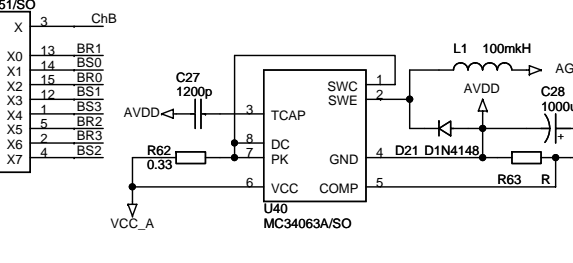 51/SO
X 3 ChB
X0 13 BR1
X1 14 BS0
X2 15 BR0
X3 12 BS1
X4 1 BS3
X5 5 BR2
X6 2 BR3
X7 4 BS2
C27
1200p
AVDD
3 TCAP
SWC 1
SWE 2
L1 100mkH
AG
AVDD
C28
1000u
+
R62
0.33
8 DC
7 PK
GND 4
D21 D1N4148
6 VCC
COMP 5
R63 R
VCC_A
U40
MC34063A/SO